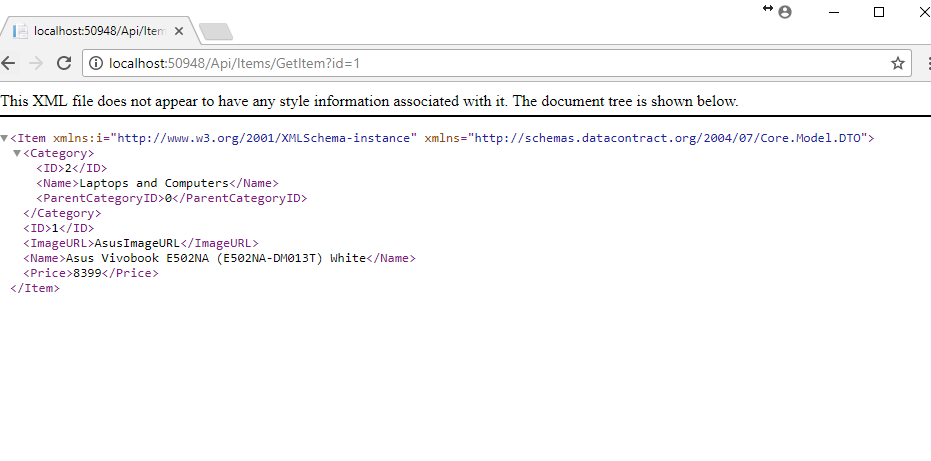 localhost:50948/Api/Item
localhost:50948/Api/Items/GetItem?id=1
This XML file does not appear to have any style information associated with it. The document tree is shown below.
<Item xmlns:i="http://www.w3.org/2001/XMLSchema-instance" xmlns="http://schemas.datacontract.org/2004/07/Core.Model.DTO">
<Category>
<ID>2</ID>
<Name>Laptops and Computers</Name>
<ParentCategoryID>0</ParentCategoryID>
</Category>
<ID>1</ID>
<ImageURL>AsusImageURL</ImageURL>
<Name>Asus Vivobook E502NA (E502NA-DM013T) White</Name>
<Price>8399</Price>
</Item>